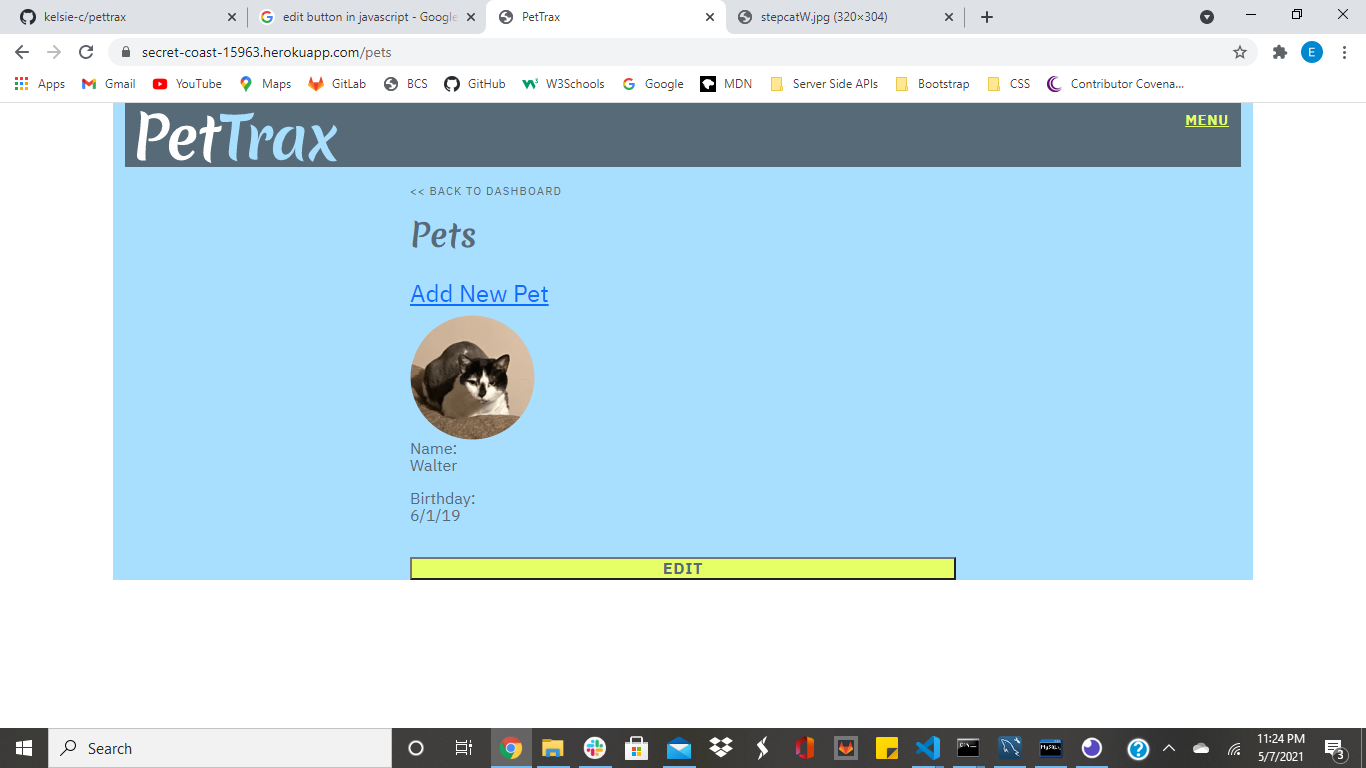 kelsie-c/pettrax
edit button in javascript - Google
PetTrax
stepcatW.jpg (320×304)
secret-coast-15963.herokuapp.com/pets
E
Apps
Gmail
YouTube
Maps
GitLab
BCS
GitHub
W3Schools
Google
MDN
Server Side APIs
Bootstrap
CSS
Contributor Covena...
PetTrax
MENU
<< BACK TO DASHBOARD
Pets
Add New Pet
Name:
Walter
Birthday:
6/1/19
EDIT
Search
11:24 PM
5/7/2021
3